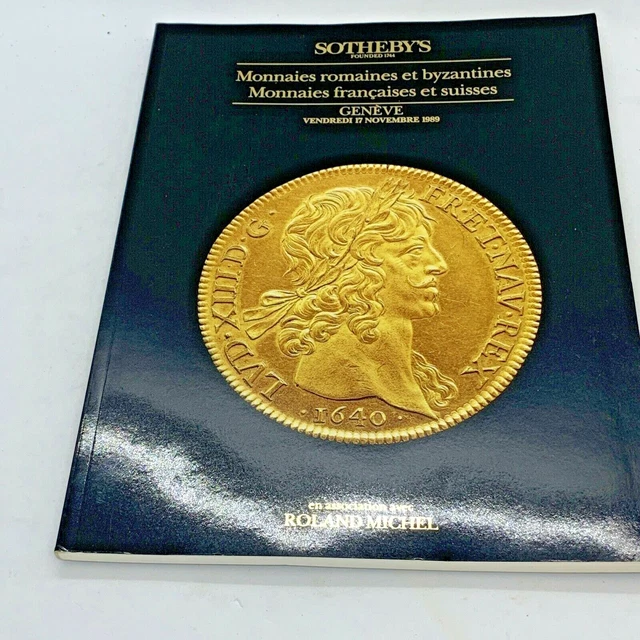 SOTHEBY'S
FOUNDED 1744
Monnaies romaines et byzantines
Monnaies françaises et suisses
GENÈVE
VENDREDI 17 NOVEMBRE 1989
LVD·XIII·D·G· FR·ET·NAV·REX
·1640·
en association avec
ROLAND MICHEL